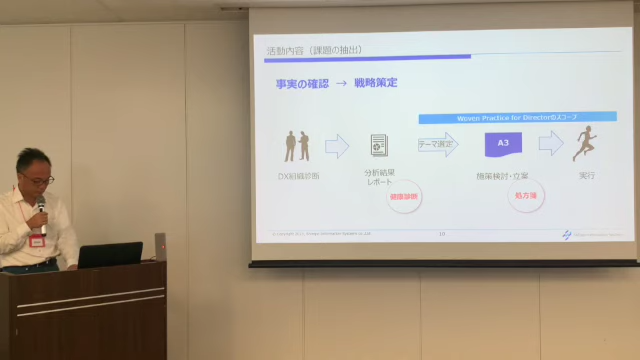 活動内容（課題の抽出）
事実の確認 → 戦略策定
Woven Practice for Directorのスコープ
テーマ選定
A3
DX組織診断
分析結果
レポート
施策検討・立案
実行
健康診断
処方箋
10